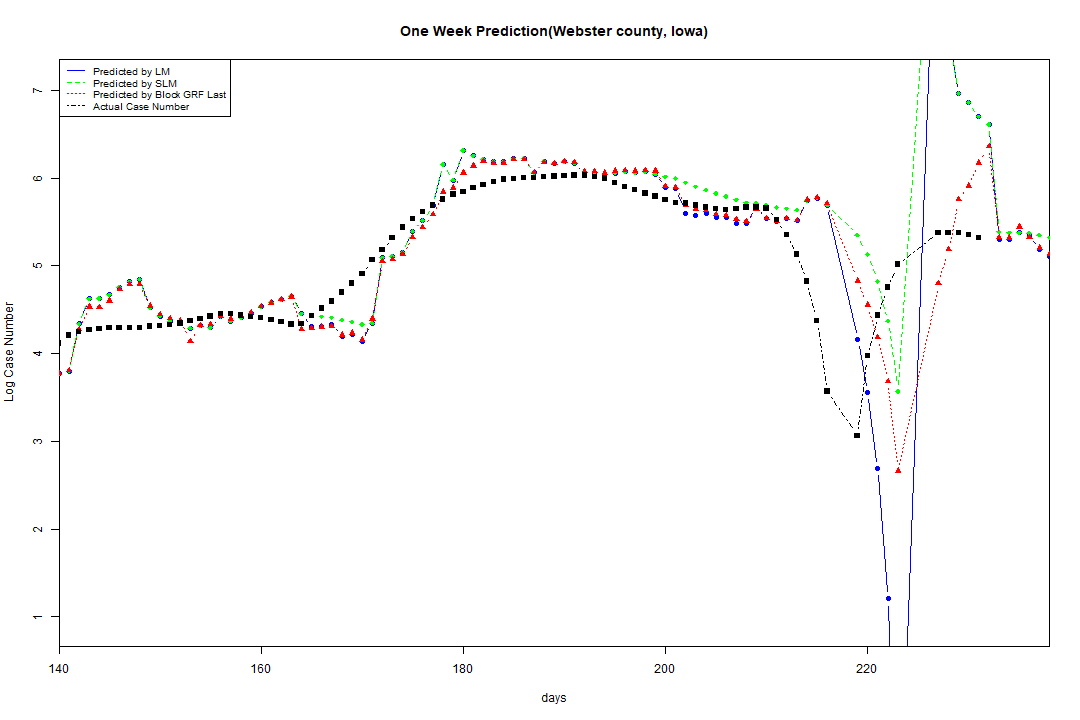 One Week Prediction(Webster county, Iowa)
Predicted by LM
Predicted by SLM
Predicted by Block GRF Last
Actual Case Number
7
6
5
4
3
2
1
Log Case Number
140 160 180 200 220
days